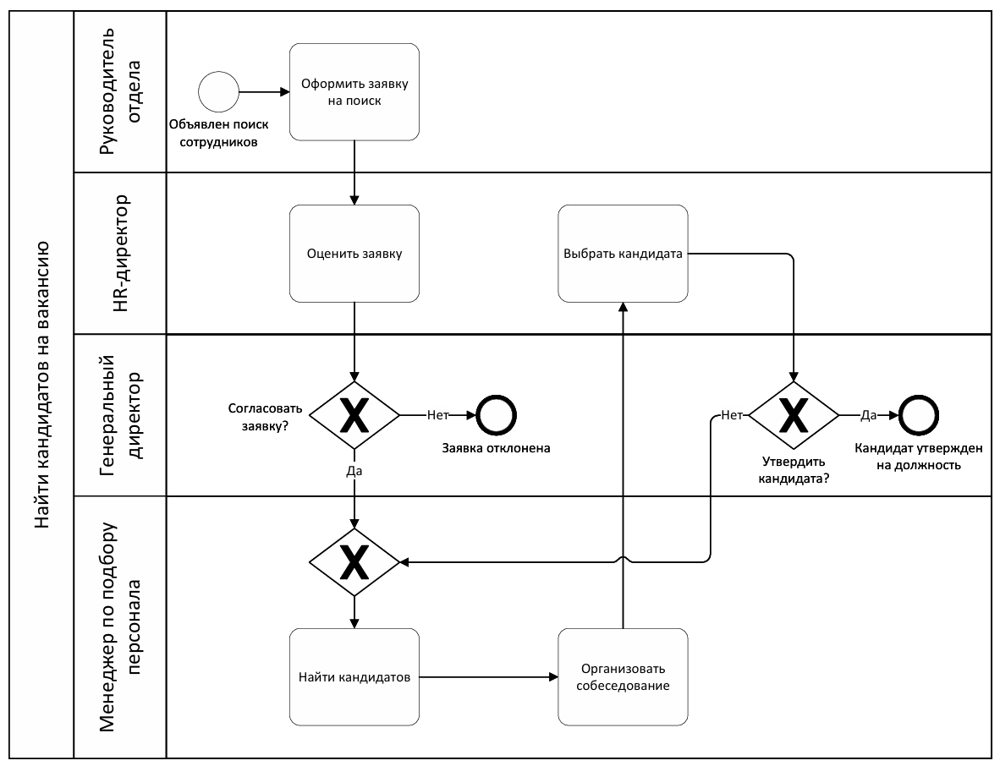 Найти кандидатов на вакансию
Руководитель
отдела
Объявлен поиск
сотрудников
Оформить заявку
на поиск
HR-директор
Оценить заявку
Выбрать кандидата
Генеральный
директор
Согласовать
заявку?
Нет
Заявка отклонена
Да
Нет
Утвердить
кандидата?
Да
Кандидат утвержден
на должность
Менеджер по подбору
персонала
Найти кандидатов
Организовать
собеседование